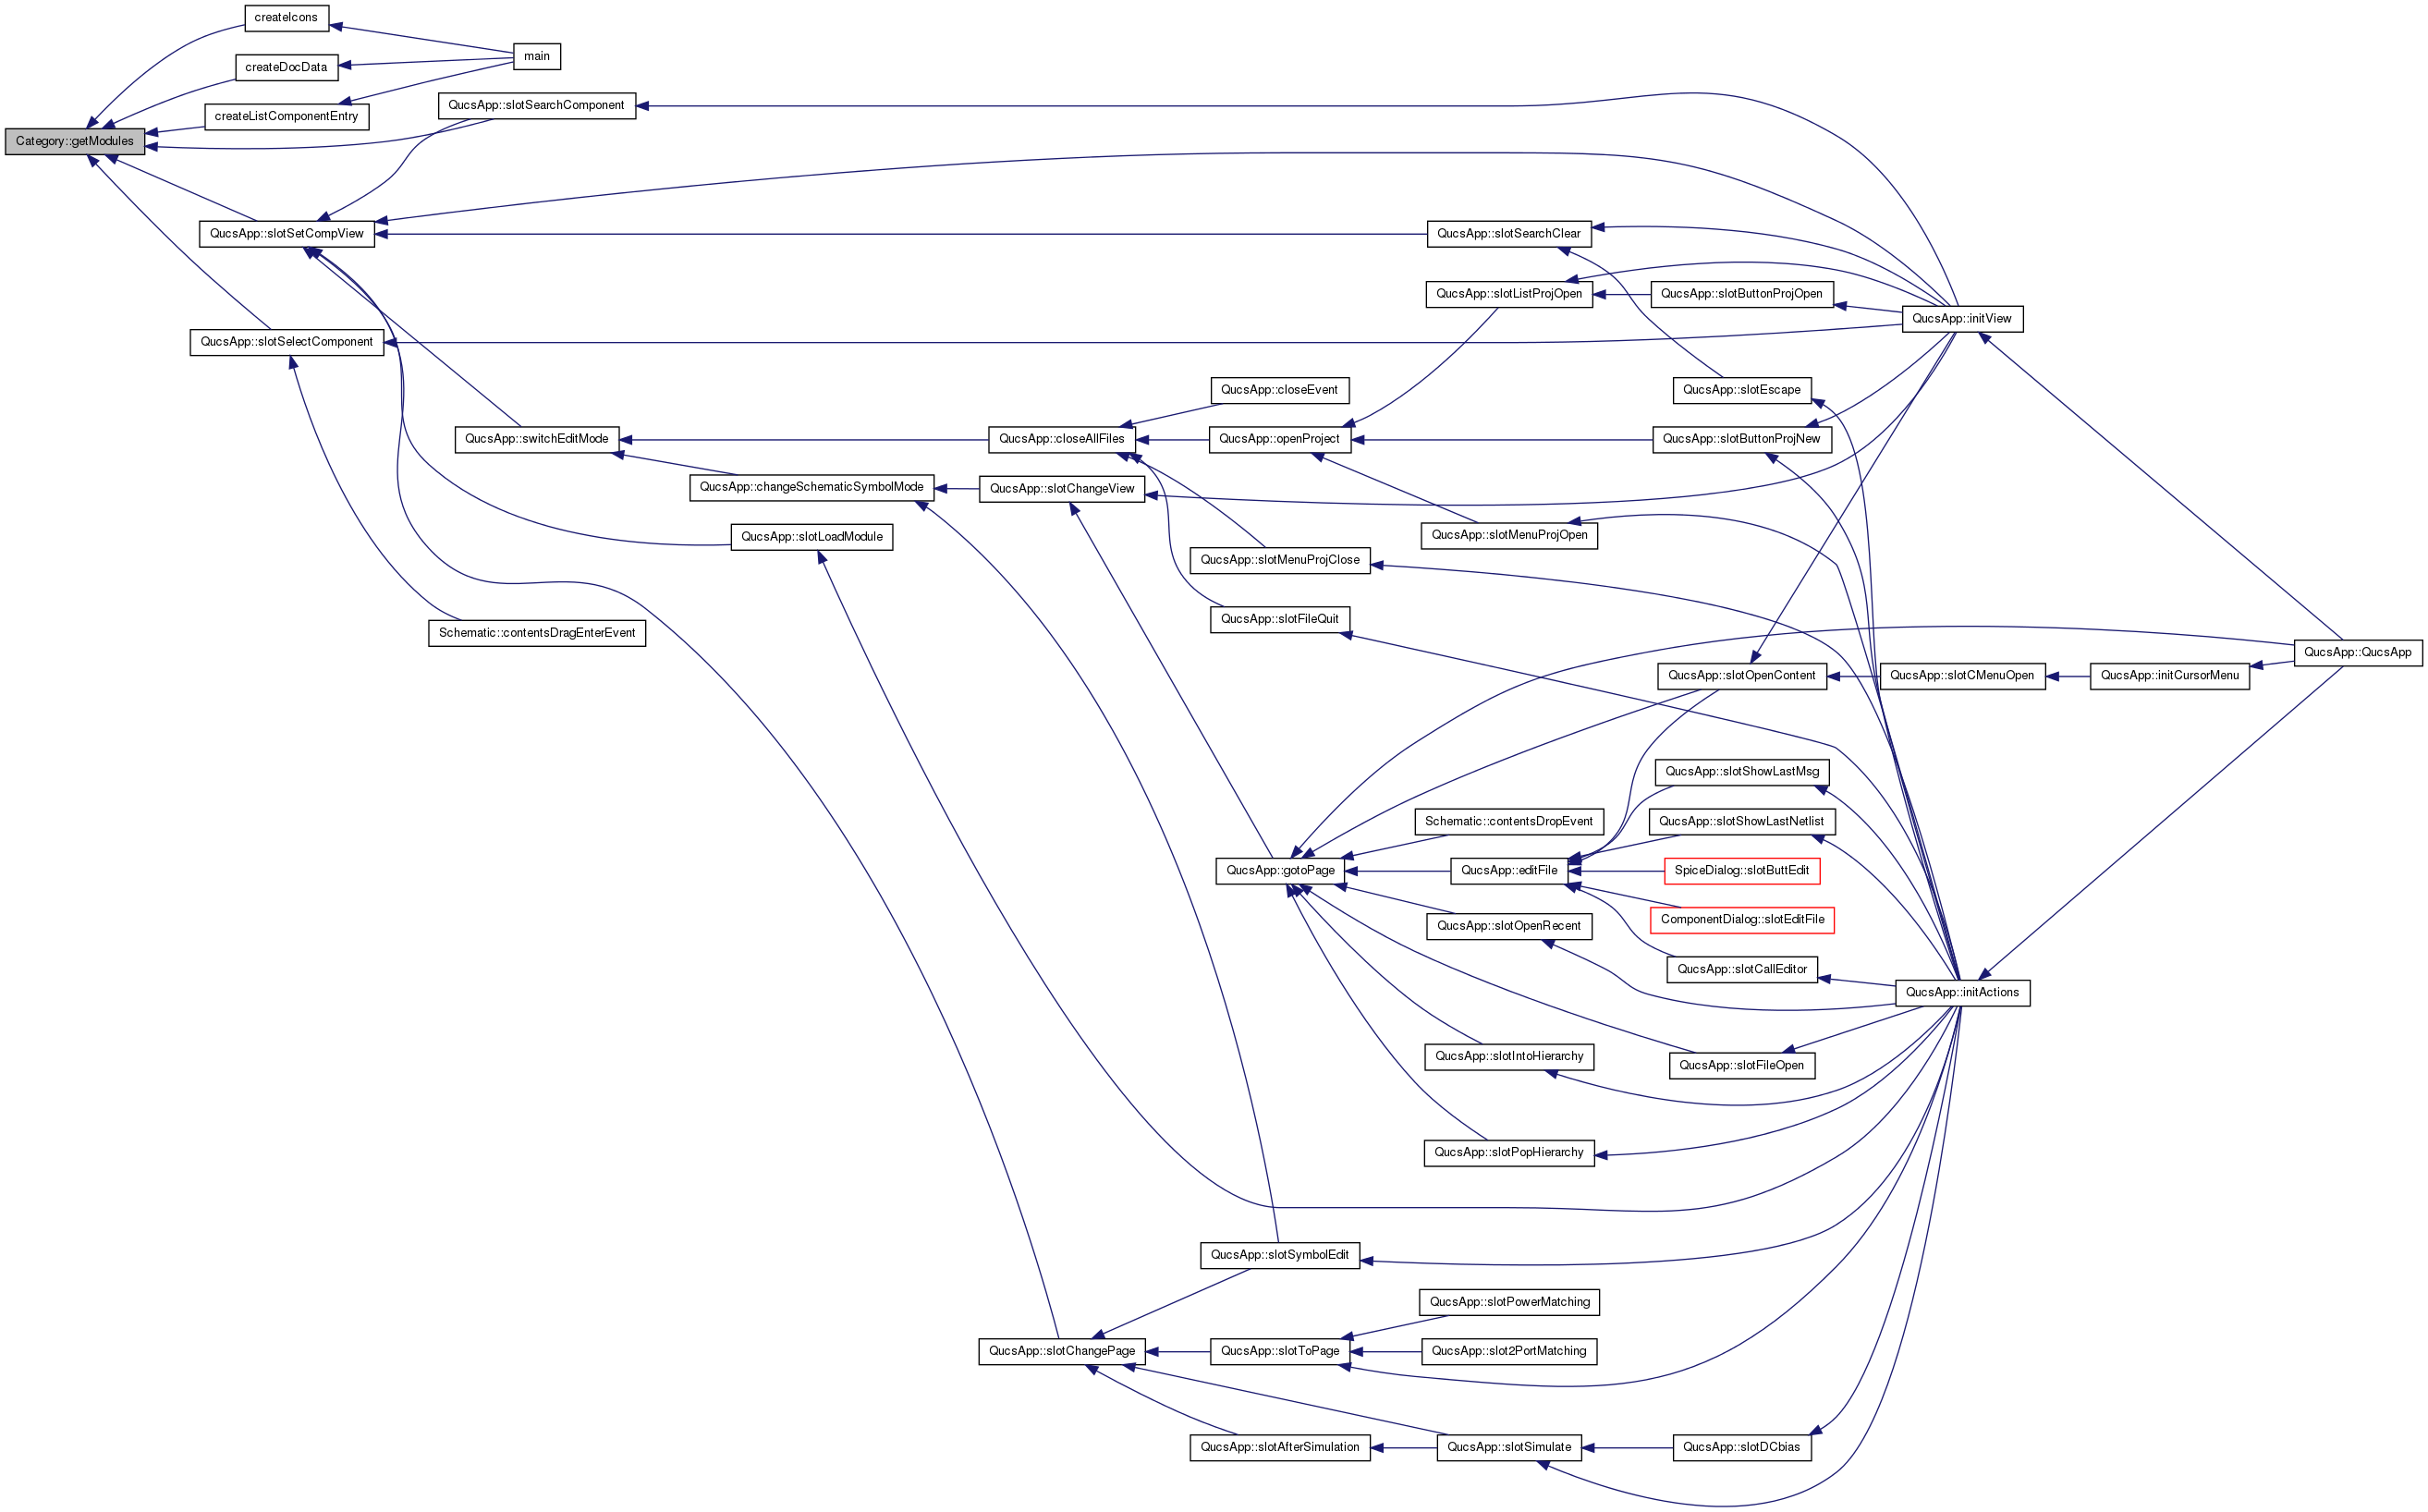 createIcons
main
createDocData
QucsApp::slotSearchComponent
createListComponentEntry
Category::getModules
QucsApp::slotSetCompView
QucsApp::slotSearchClear
QucsApp::slotListProjOpen
QucsApp::slotButtonProjOpen
QucsApp::initView
QucsApp::slotSelectComponent
QucsApp::closeEvent
QucsApp::slotEscape
QucsApp::switchEditMode
QucsApp::closeAllFiles
QucsApp::openProject
QucsApp::slotButtonProjNew
QucsApp::changeSchematicSymbolMode
QucsApp::slotChangeView
QucsApp::slotLoadModule
QucsApp::slotMenuProjOpen
QucsApp::slotMenuProjClose
QucsApp::slotFileQuit
Schematic::contentsDragEnterEvent
QucsApp::QucsApp
QucsApp::slotOpenContent
QucsApp::slotCMenuOpen
QucsApp::initCursorMenu
QucsApp::slotShowLastMsg
Schematic::contentsDropEvent
QucsApp::slotShowLastNetlist
QucsApp::gotoPage
QucsApp::editFile
SpiceDialog::slotButtEdit
ComponentDialog::slotEditFile
QucsApp::slotOpenRecent
QucsApp::slotCallEditor
QucsApp::initActions
QucsApp::slotIntoHierarchy
QucsApp::slotFileOpen
QucsApp::slotPopHierarchy
QucsApp::slotSymbolEdit
QucsApp::slotPowerMatching
QucsApp::slotChangePage
QucsApp::slotToPage
QucsApp::slot2PortMatching
QucsApp::slotAfterSimulation
QucsApp::slotSimulate
QucsApp::slotDCbias